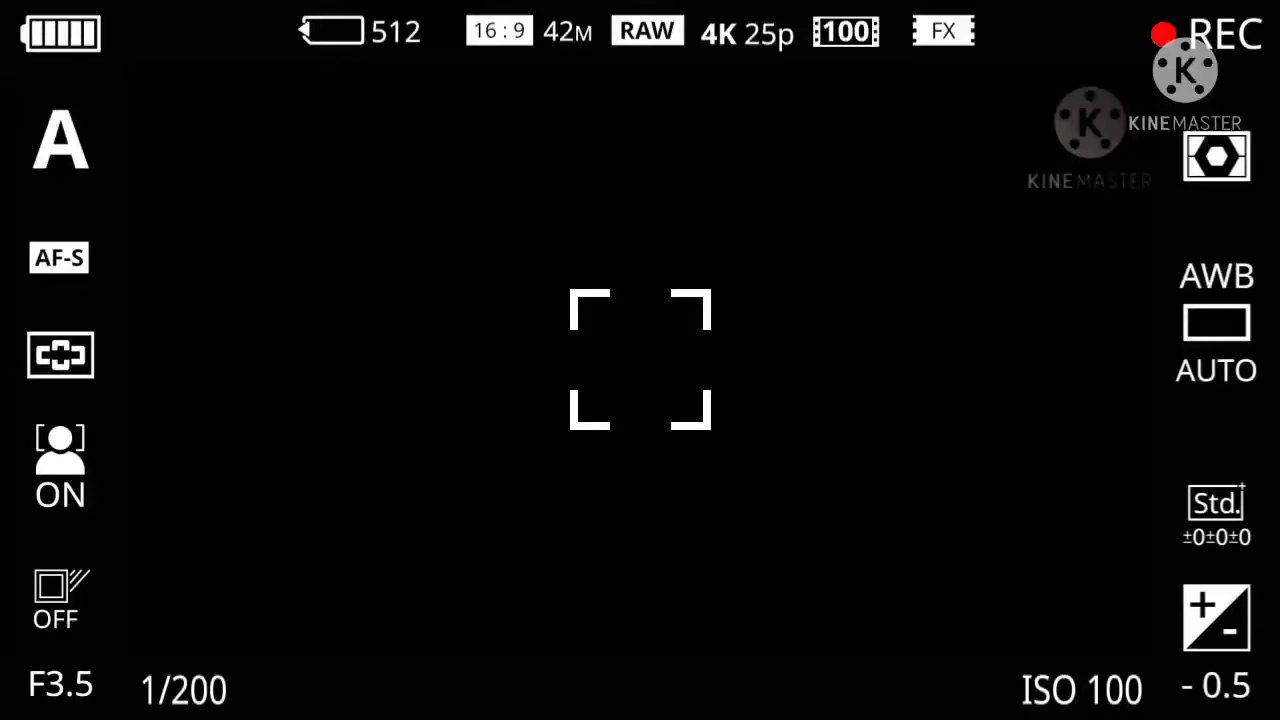 512 16:9 42M RAW 4K 25p 100 FX REC
K
K
KINEMASTER
KINEMASTER
A
AF-S
AWB
AUTO
ON
Std.+
±0±0±0
OFF
+
-
F3.5 1/200 ISO 100 - 0.5